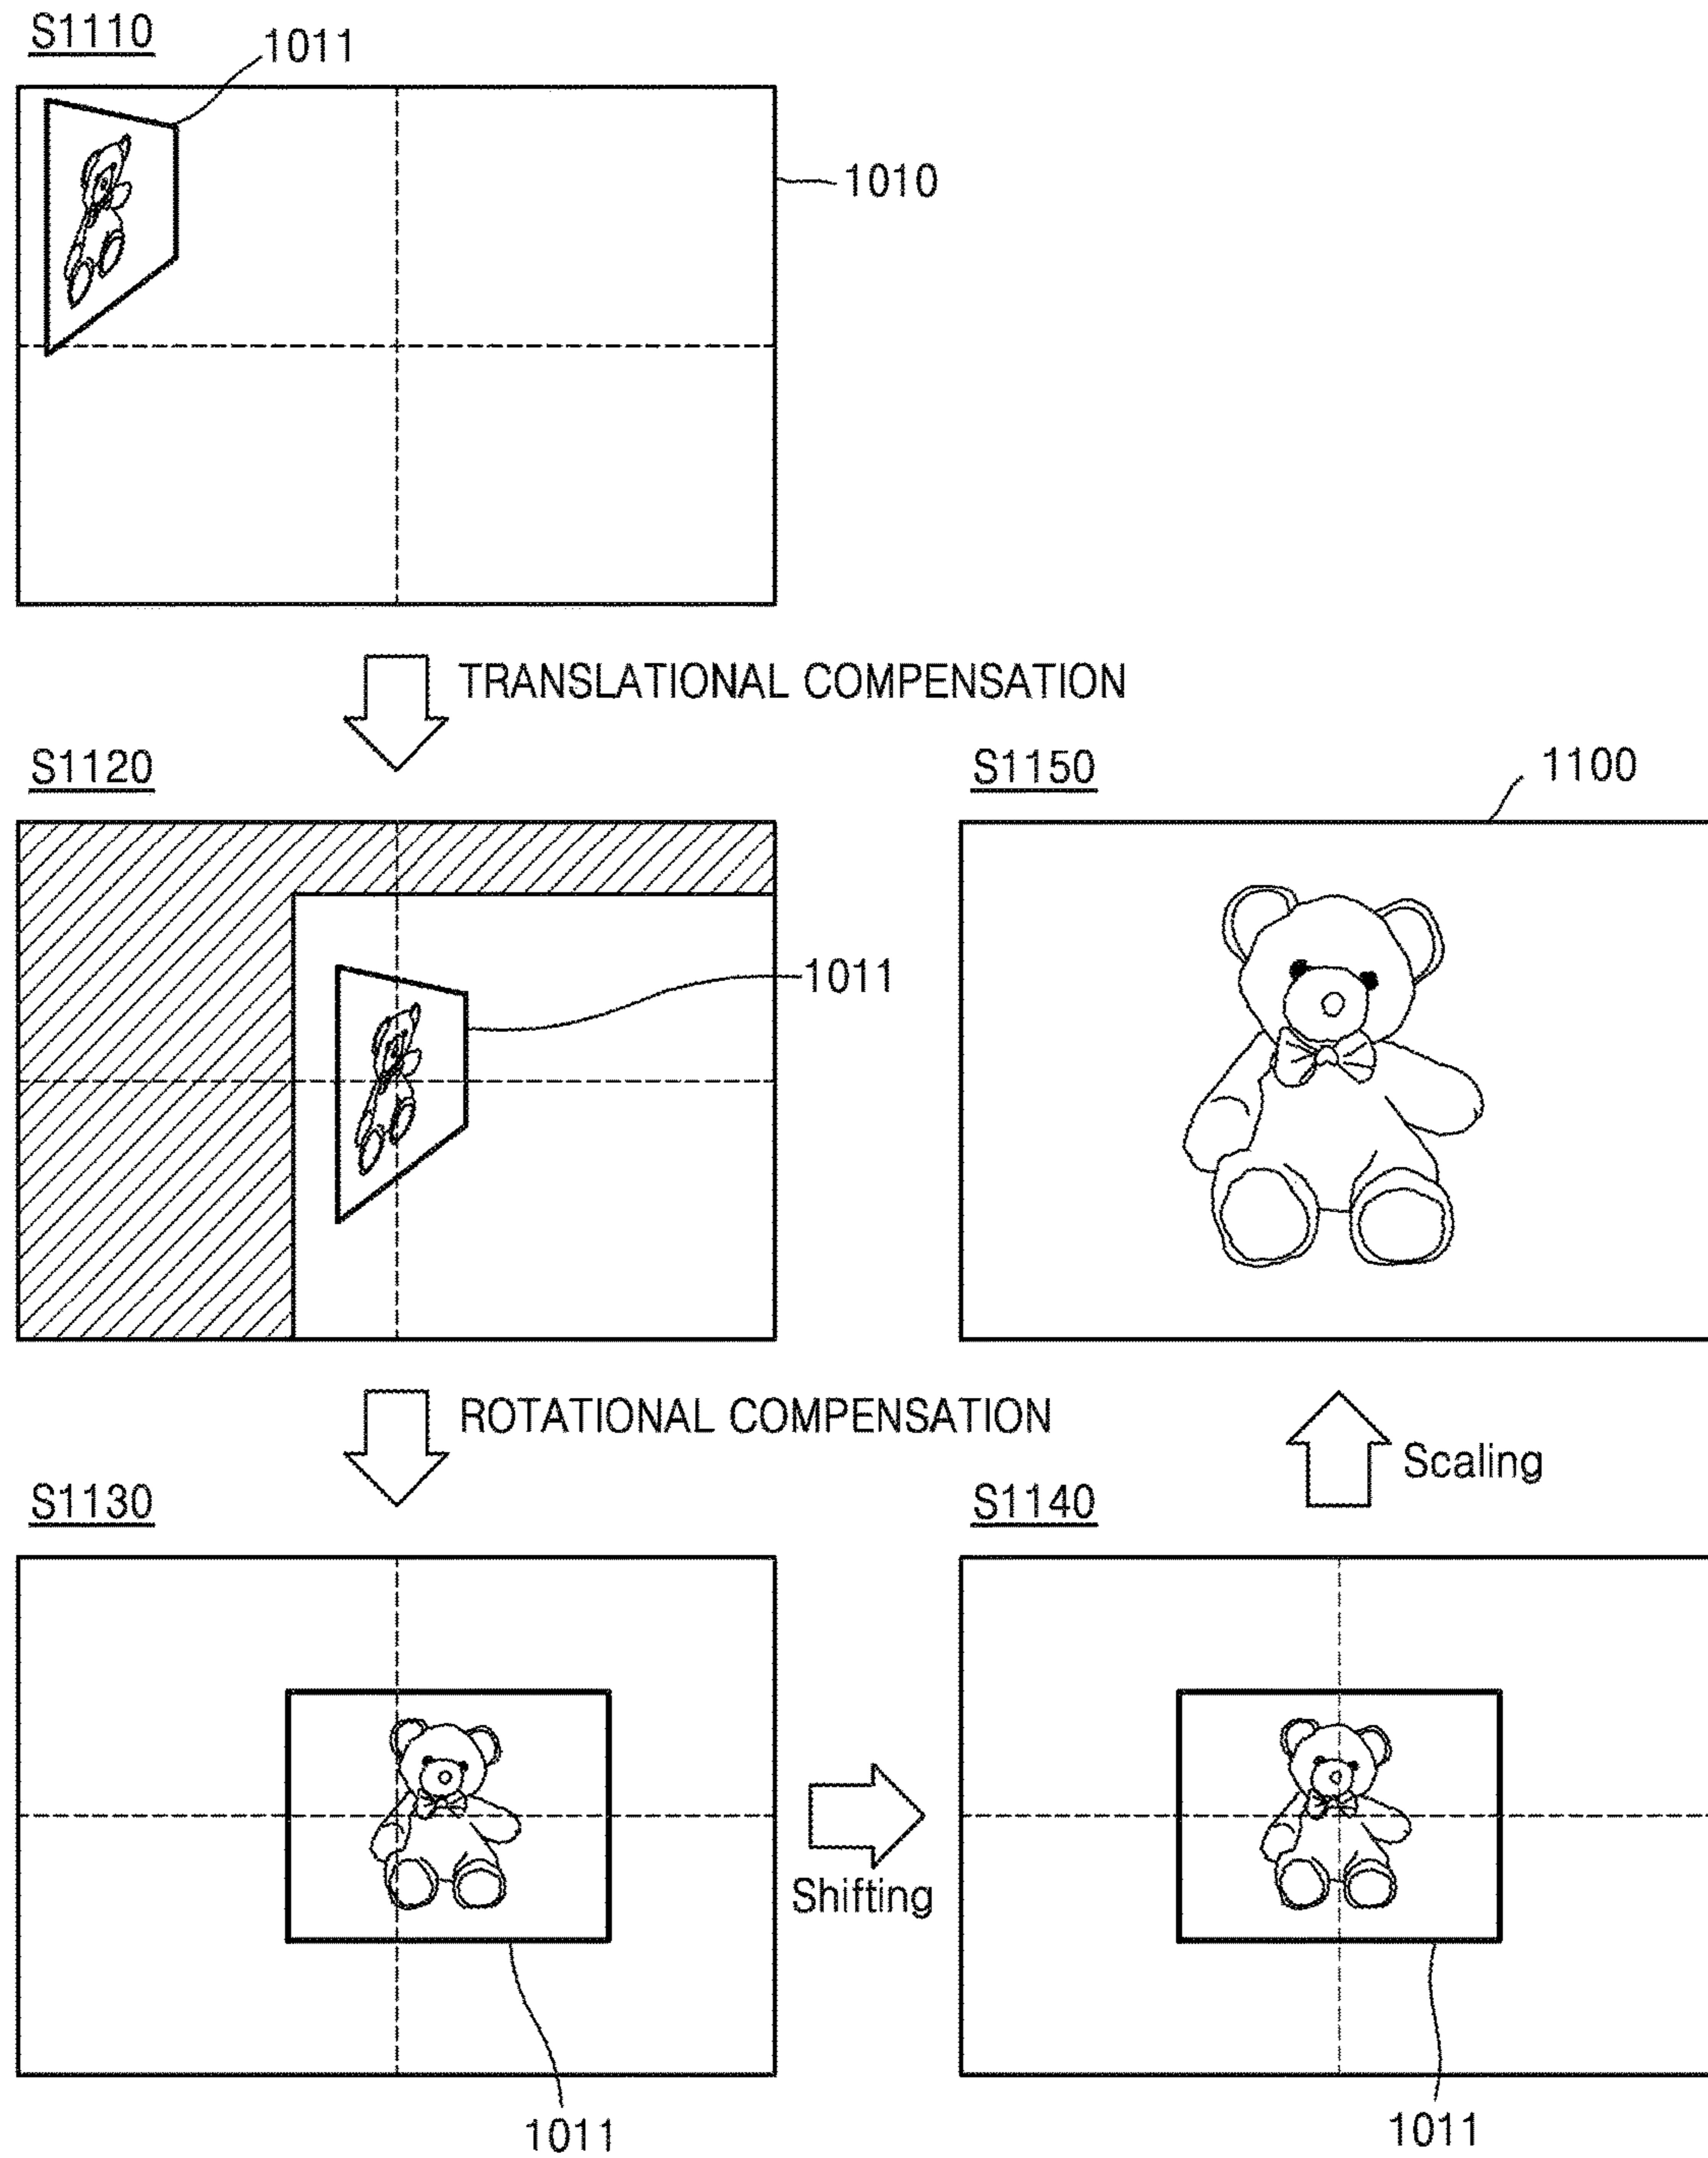 S1110
1011
1010
TRANSLATIONAL COMPENSATION
S1120
S1150
1100
1011
ROTATIONAL COMPENSATION
Scaling
S1130
S1140
Shifting
1011
1011